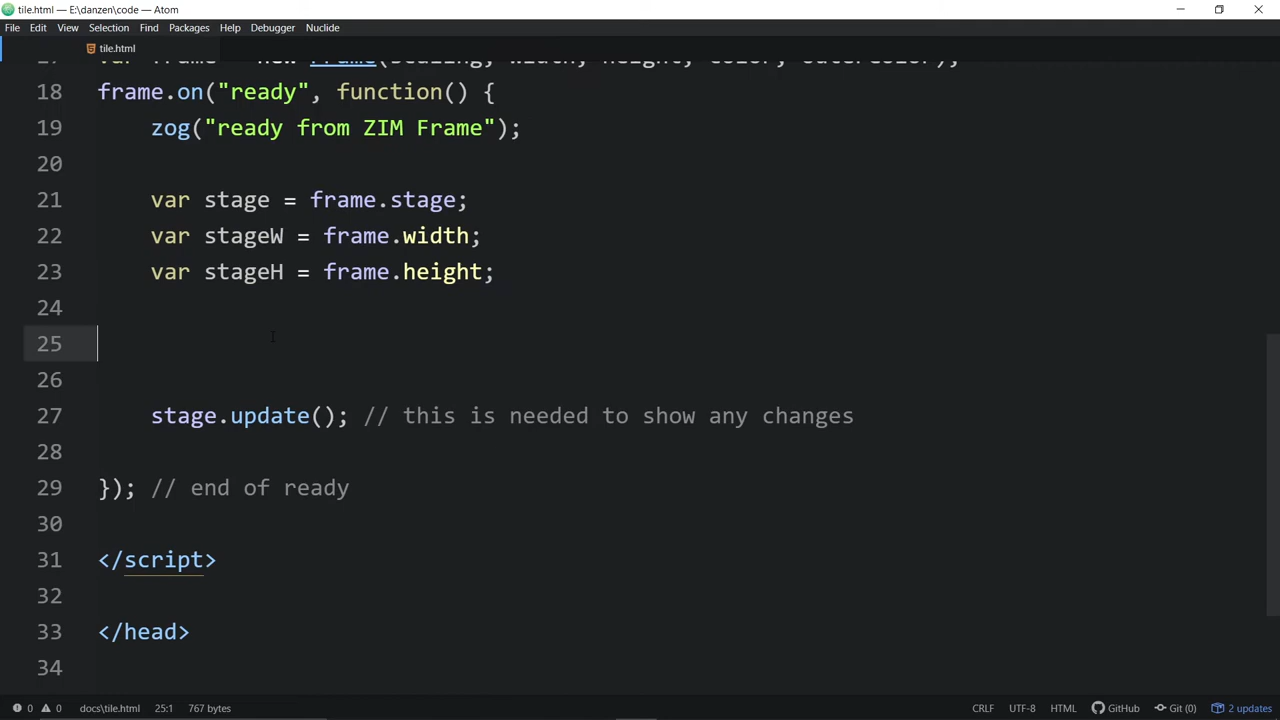 tile.html — E:\danzen\code — Atom
File Edit View Selection Find Packages Help Debugger Nuclide
tile.html
18 frame.on("ready", function() {
19 zog("ready from ZIM Frame");
20
21 var stage = frame.stage;
22 var stageW = frame.width;
23 var stageH = frame.height;
24
25
26
27 stage.update(); // this is needed to show any changes
28
29 }); // end of ready
30
31 </script>
32
33 </head>
34
0 0 docs\tile.html 25:1 767 bytes CRLF UTF-8 HTML GitHub Git (0) 2 updates